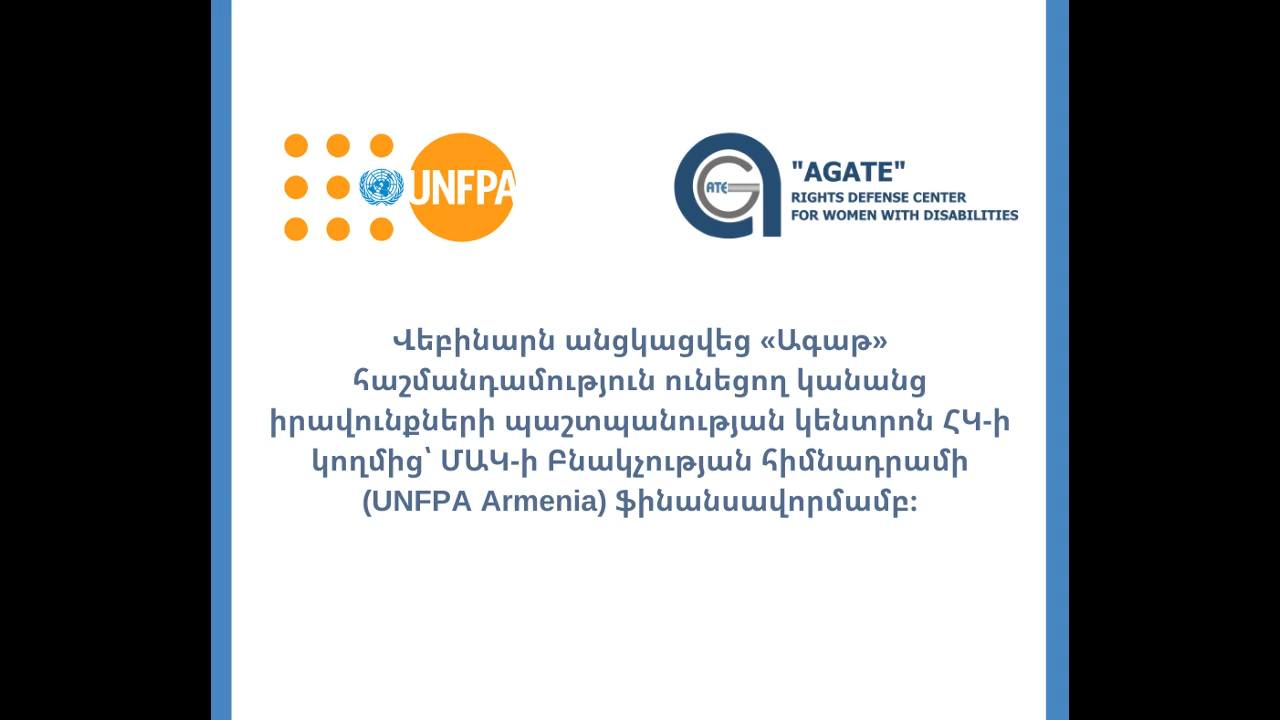 UNFPA
ATE G
"AGATE"
RIGHTS DEFENSE CENTER
FOR WOMEN WITH DISABILITIES
Վեբինարն անցկացվեց «Ագաթ»
հաշմանդամություն ունեցող կանանց
իրավունքների պաշտպանության կենտրոն ՀԿ-ի
կողմից՝ ՄԱԿ-ի Բնակչության հիմնադրամի
(UNFPA Armenia) ֆինանսավորմամբ: